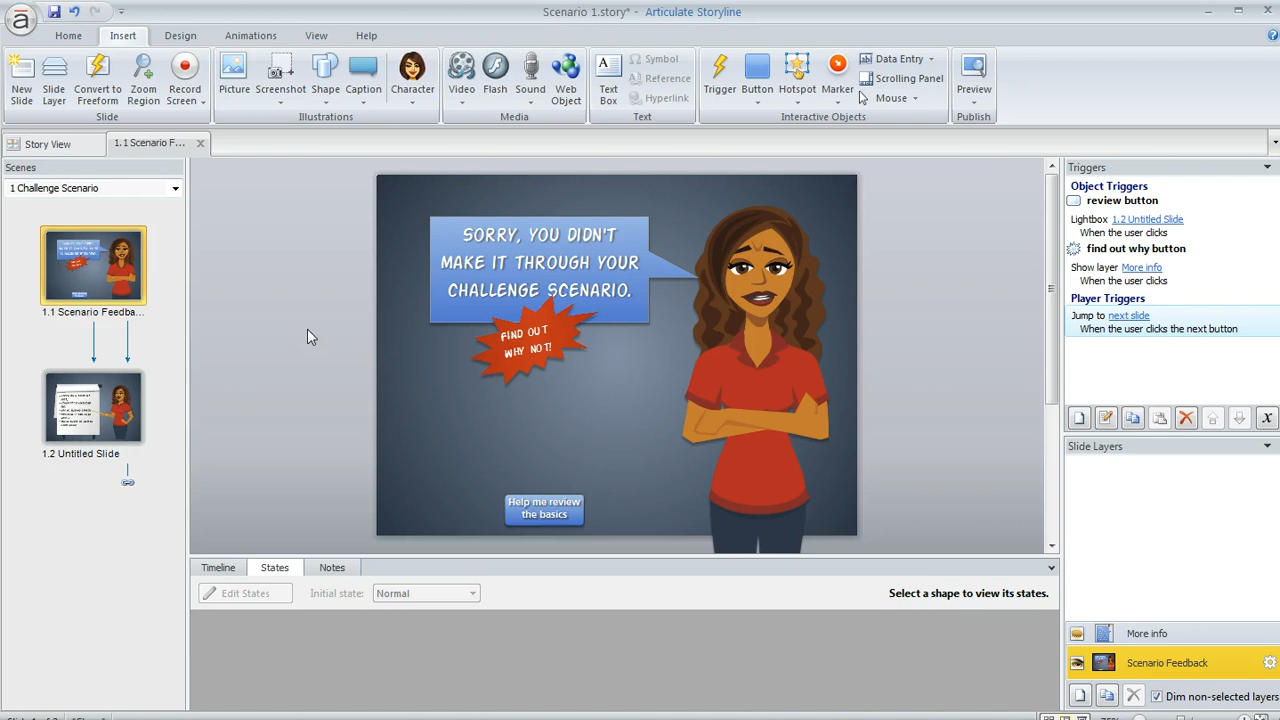 Scenario 1.story* - Articulate Storyline
Home Insert Design Animations View Help
New Slide
Slide Layer
Convert to Freeform
Zoom Region
Record Screen
Slide
Picture
Screenshot
Shape
Caption
Character
Illustrations
Video
Flash
Sound
Web Object
Media
Text Box
Symbol
Reference
Hyperlink
Text
Trigger
Button
Hotspot
Marker
Data Entry
Scrolling Panel
Mouse
Interactive Objects
Preview
Publish
Story View
1.1 Scenario F...
Scenes
1 Challenge Scenario
1.1 Scenario Feedba...
1.2 Untitled Slide
SORRY, YOU DIDN'T
MAKE IT THROUGH YOUR
CHALLENGE SCENARIO.
FIND OUT
WHY NOT!
Help me review
the basics
Timeline States Notes
Edit States
Initial state: Normal
Select a shape to view its states.
Triggers
Object Triggers
review button
Lightbox 1.2 Untitled Slide
When the user clicks
find out why button
Show layer More info
When the user clicks
Player Triggers
Jump to next slide
When the user clicks the next button
Slide Layers
More info
Scenario Feedback
Dim non-selected layers